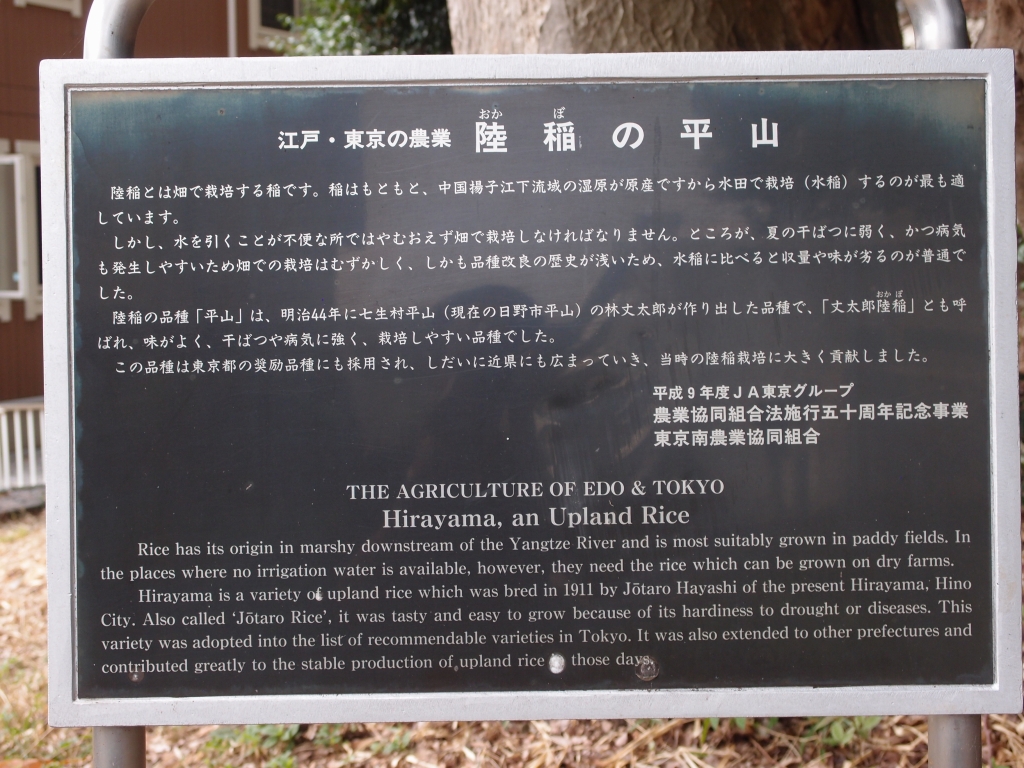 江戸・東京の農業 陸稲の平山
おか ぼ
陸稲とは畑で栽培する稲です。稲はもともと、中国揚子江下流域の湿原が原産ですから水田で栽培（水稲）するのが最も適
しています。
しかし、水を引くことが不便な所ではやむおえず畑で栽培しなければなりません。ところが、夏の干ばつに弱く、かつ病気
も発生しやすいため畑での栽培はむずかしく、しかも品種改良の歴史が浅いため、水稲に比べると収量や味が劣るのが普通で
した。
おか ぼ
陸稲の品種「平山」は、明治44年に七生村平山（現在の日野市平山）の林丈太郎が作り出した品種で、「丈太郎陸稲」とも呼
ばれ、味がよく、干ばつや病気に強く、栽培しやすい品種でした。
この品種は東京都の奨励品種にも採用され、しだいに近県にも広まっていき、当時の陸稲栽培に大きく貢献しました。
平成9年度JA東京グループ
農業協同組合法施行五十周年記念事業
東京南農業協同組合
THE AGRICULTURE OF EDO & TOKYO
Hirayama, an Upland Rice
Rice has its origin in marshy downstream of the Yangtze River and is most suitably grown in paddy fields. In
the places where no irrigation water is available, however, they need the rice which can be grown on dry farms.
Hirayama is a variety of upland rice which was bred in 1911 by Jōtaro Hayashi of the present Hirayama, Hino
City. Also called 'Jōtaro Rice', it was tasty and easy to grow because of its hardiness to drought or diseases. This
variety was adopted into the list of recommendable varieties in Tokyo. It was also extended to other prefectures and
contributed greatly to the stable production of upland rice those days.